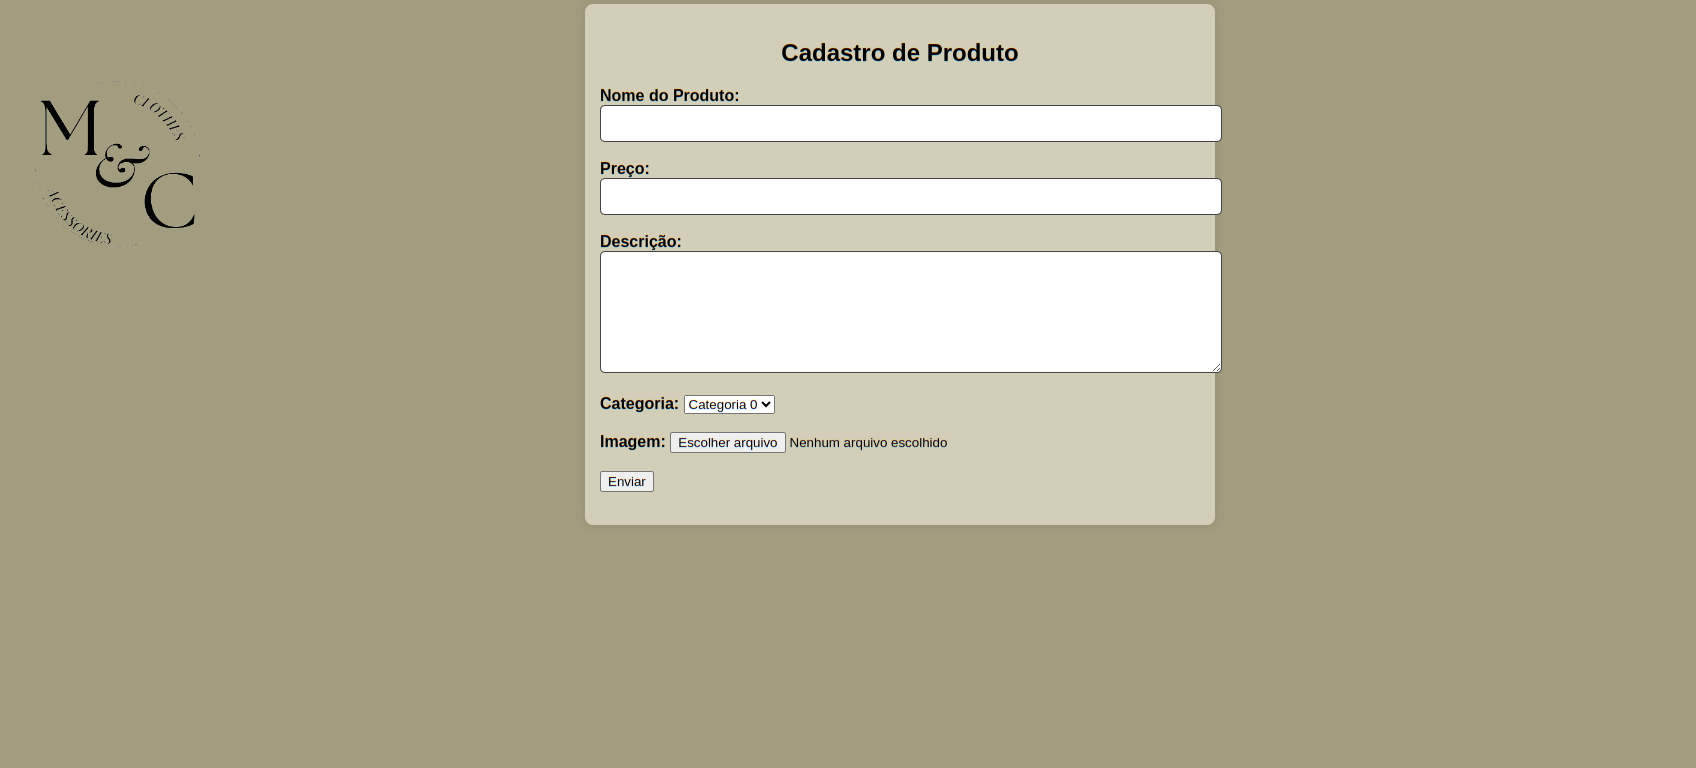 Cadastro de Produto
CLOTHES
M
&
C
ACESSORIES
Nome do Produto:
Preço:
Descrição:
Categoria: Categoria 0
Imagem: Escolher arquivo Nenhum arquivo escolhido
Enviar